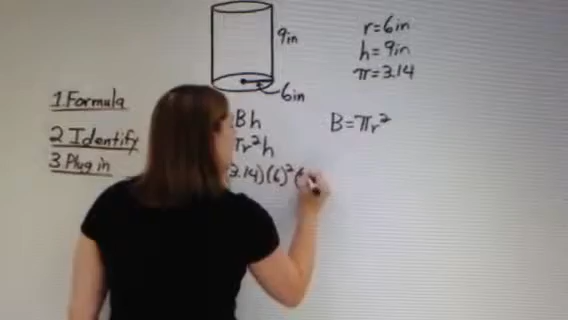 9in
6in
r=6in
h=9in
π=3.14
1.Formula
2 Identify
3.Plug in
Bh
πr²h
B=πr²
3.14)(6)²(